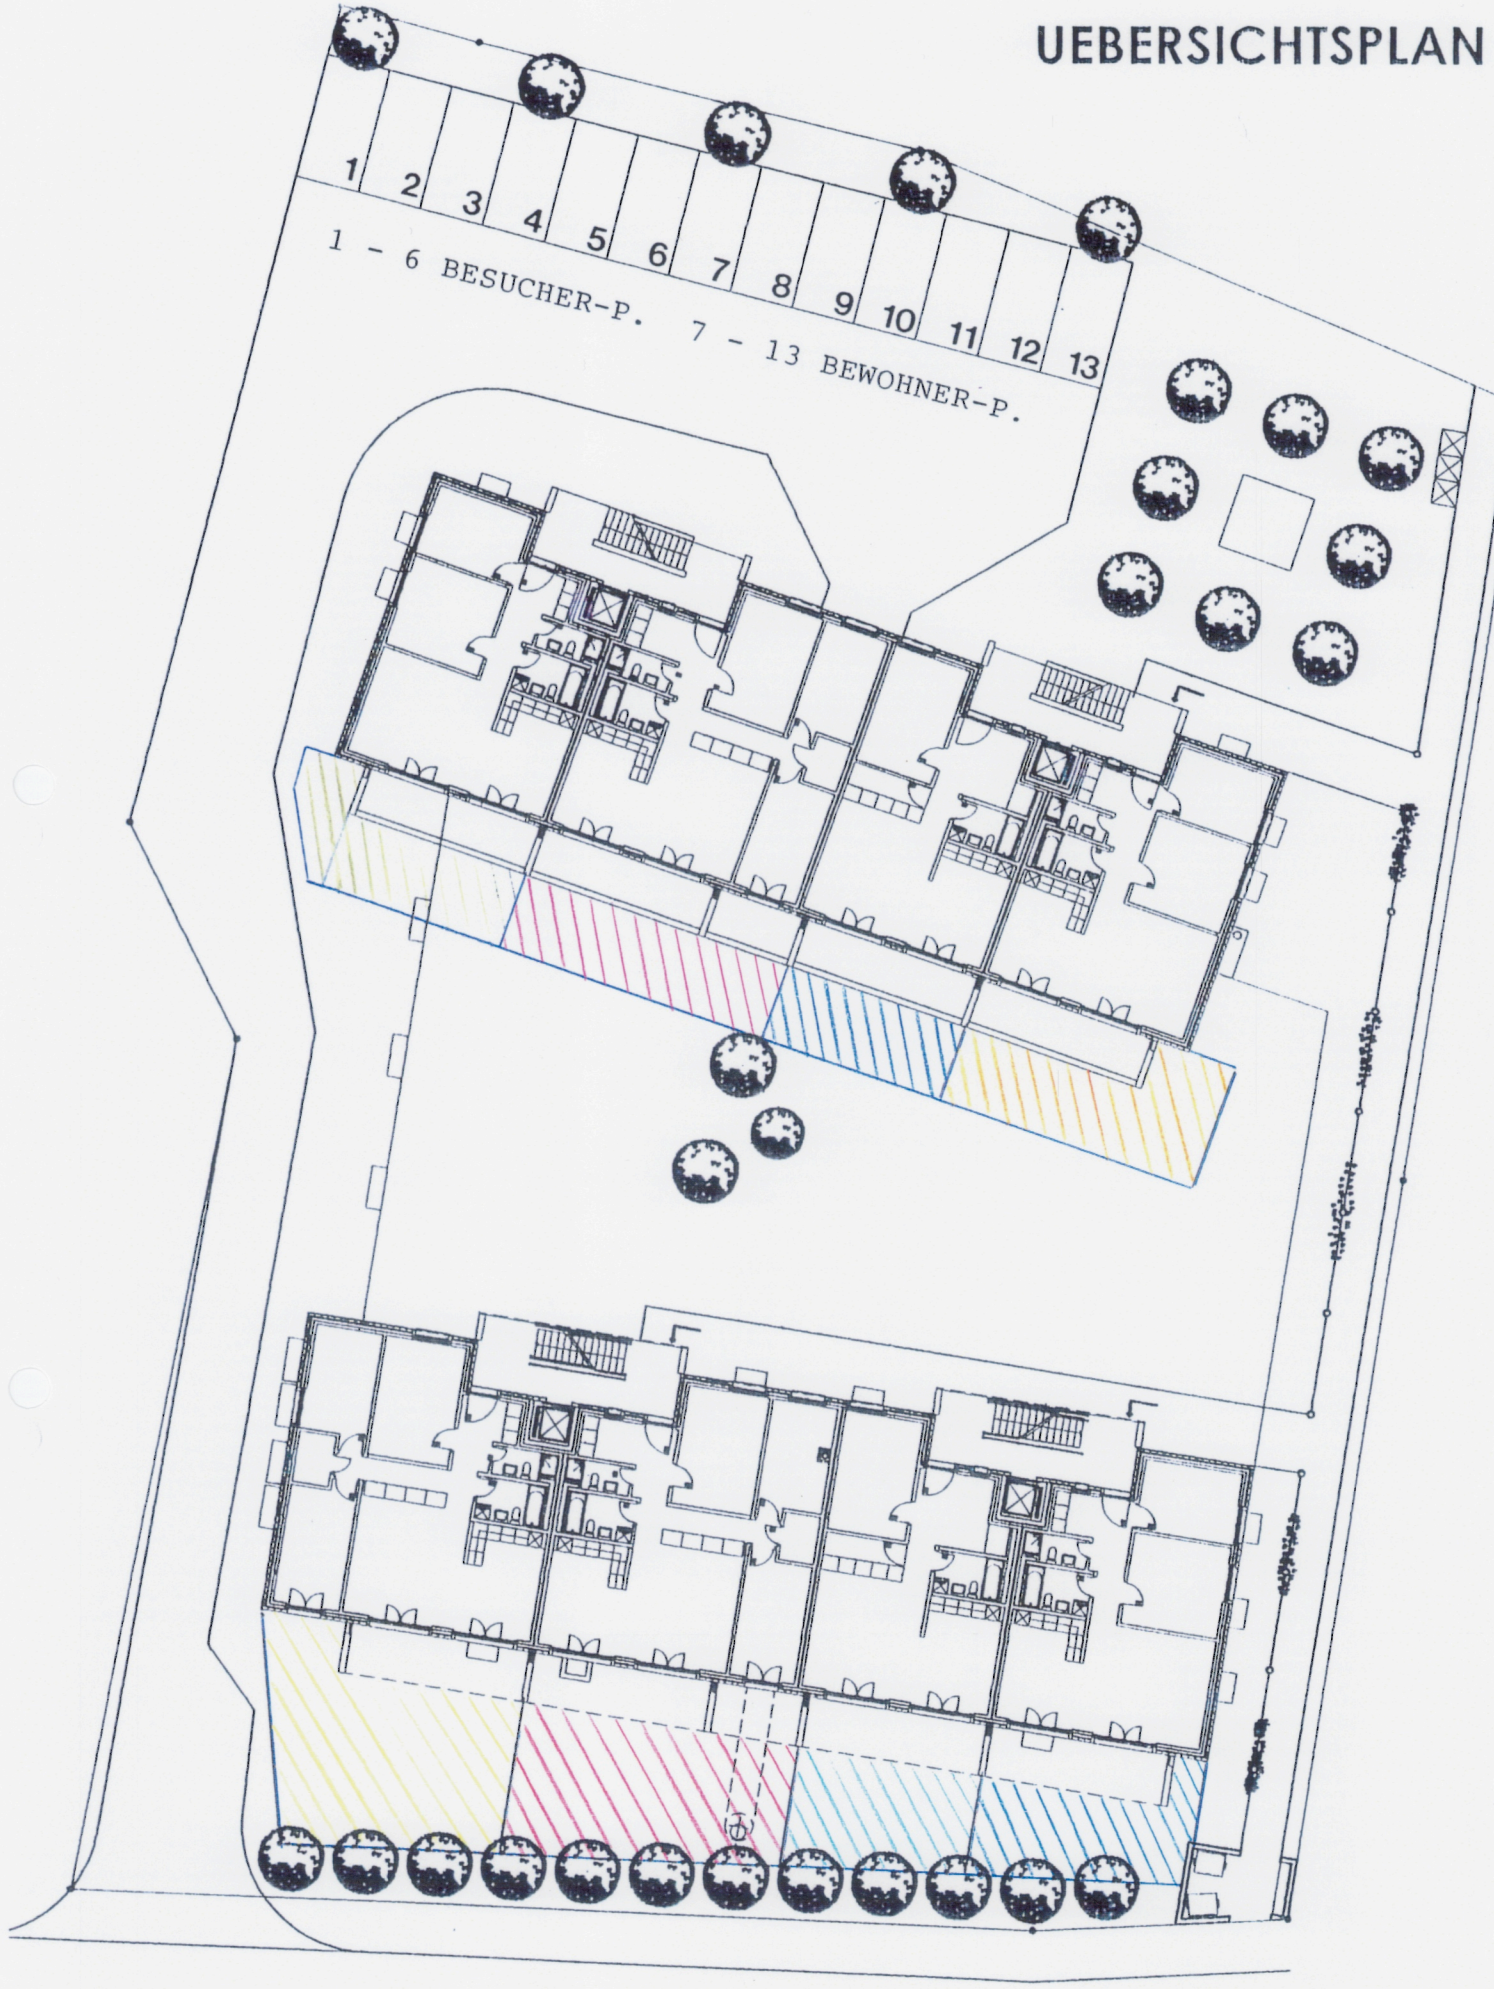 UEBERSICHTSPLAN
1 2 3 4 5 6 7 8 9 10 11 12 13
1 - 6 BESUCHER-P. 7 - 13 BEWOHNER-P.